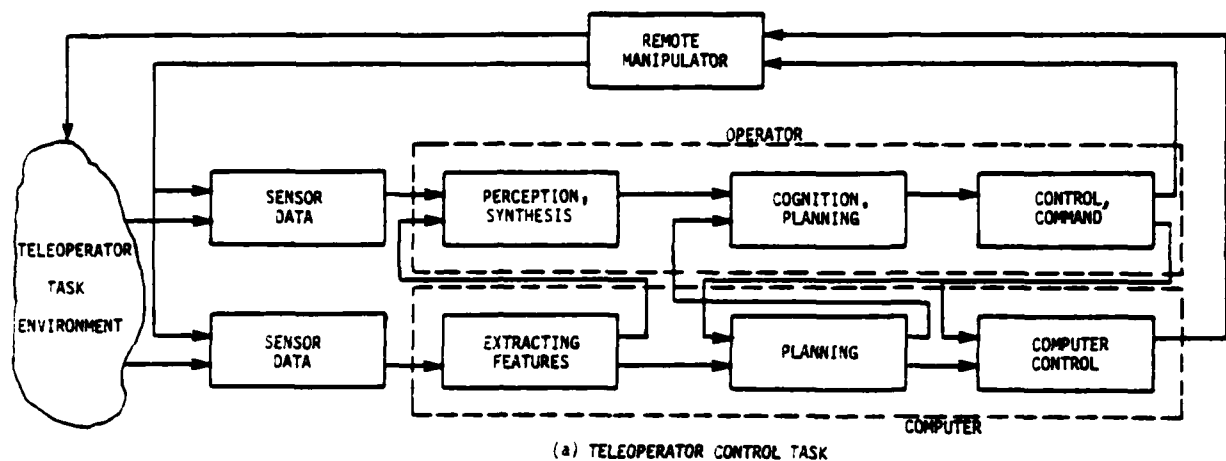 REMOTE
MANIPULATOR
OPERATOR
SENSOR
DATA
PERCEPTION,
SYNTHESIS
COGNITION,
PLANNING
CONTROL,
COMMAND
TELEOPERATOR
TASK
ENVIRONMENT
SENSOR
DATA
EXTRACTING
FEATURES
PLANNING
COMPUTER
CONTROL
COMPUTER
(a) TELEOPERATOR CONTROL TASK